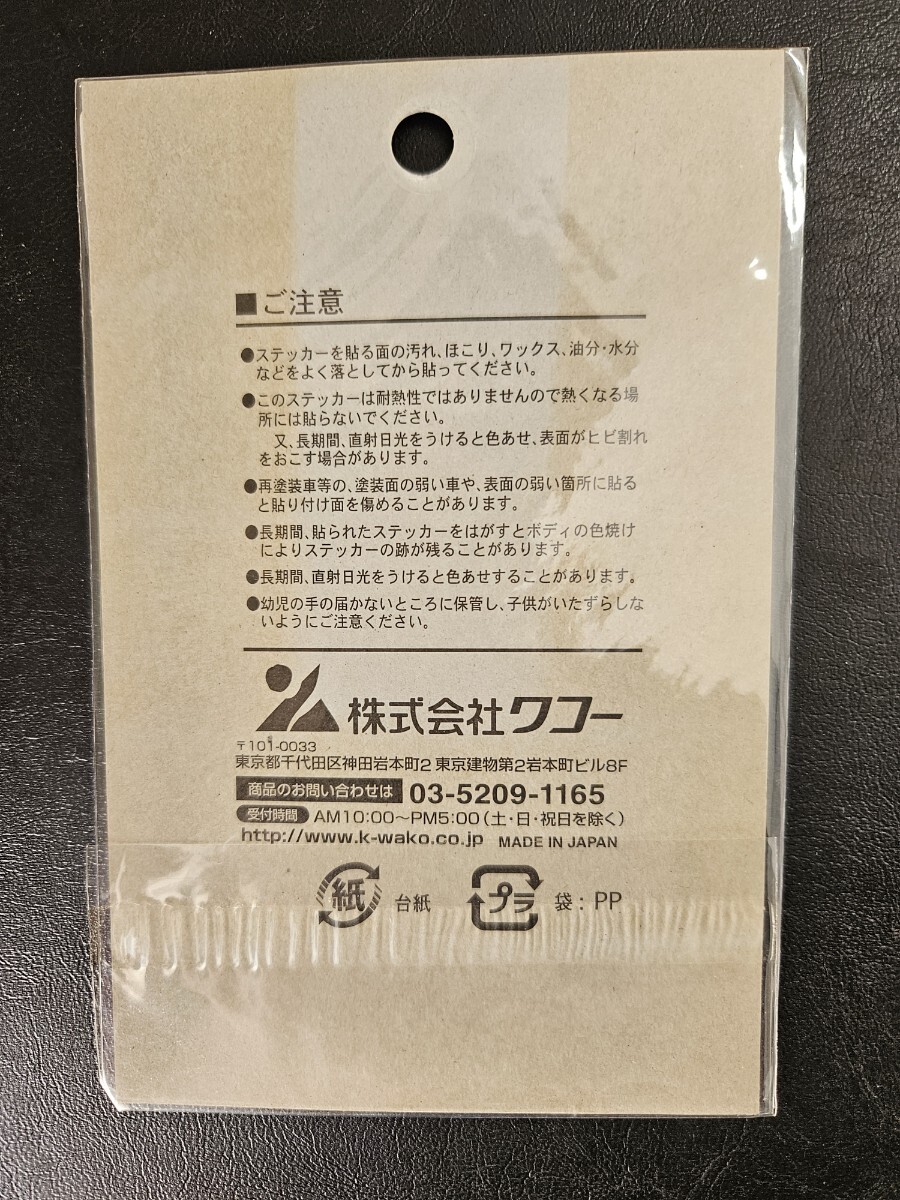 ■ご注意
●ステッカーを貼る面の汚れ、ほこり、ワックス、油分・水分
などをよく落としてから貼ってください。
●このステッカーは耐熱性ではありませんので熱くなる場
所には貼らないでください。
又、長期間、直射日光をうけると色あせ、表面がヒビ割れ
をおこす場合があります。
●再塗装車等の、塗装面の弱い車や、表面の弱い箇所に貼る
と貼り付け面を傷めることがあります。
●長期間、貼られたステッカーをはがすとボディの色焼け
によりステッカーの跡が残ることがあります。
●長期間、直射日光をうけると色あせすることがあります。
●幼児の手の届かないところに保管し、子供がいたずらしな
いようにご注意ください。
株式会社ワコー
〒101-0033
東京都千代田区神田岩本町2 東京建物第2岩本町ビル8F
商品のお問い合わせは 03-5209-1165
受付時間 AM10:00～PM5:00(土・日・祝日を除く)
http://www.k-wako.co.jp MADE IN JAPAN
紙 台紙 プラ 袋：PP